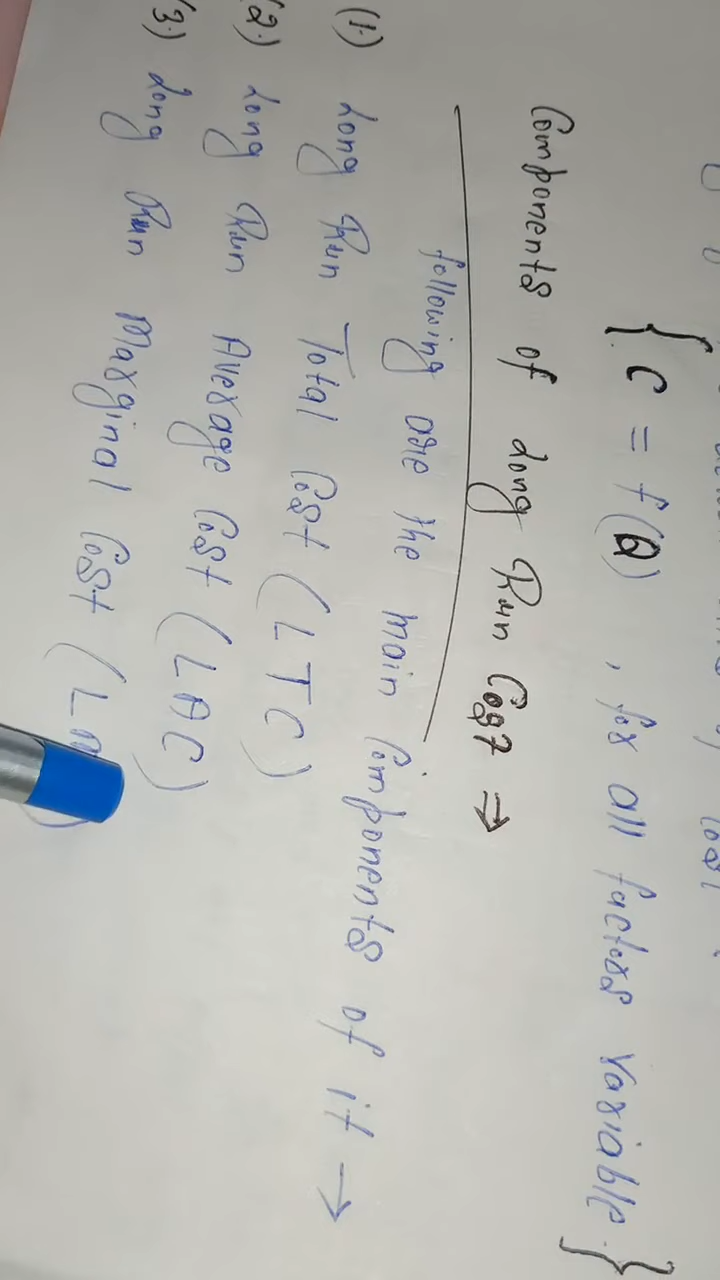 { C = f(Q) , for all factors variable }
Components of Long Run Cost ⇒
following are the main Components of it →
(1.) Long Run Total Cost (LTC)
(2.) Long Run Average Cost (LAC)
(3.) Long Run Marginal Cost (L